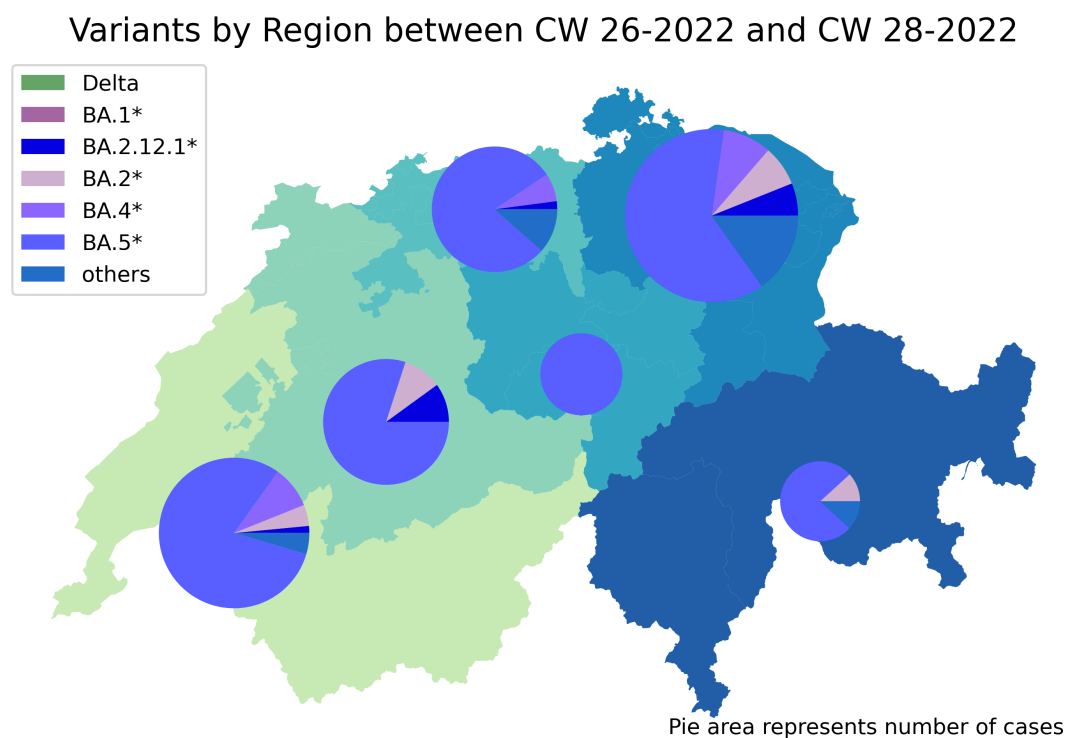 Variants by Region between CW 26-2022 and CW 28-2022
Delta
BA.1*
BA.2.12.1*
BA.2*
BA.4*
BA.5*
others
Pie area represents number of cases